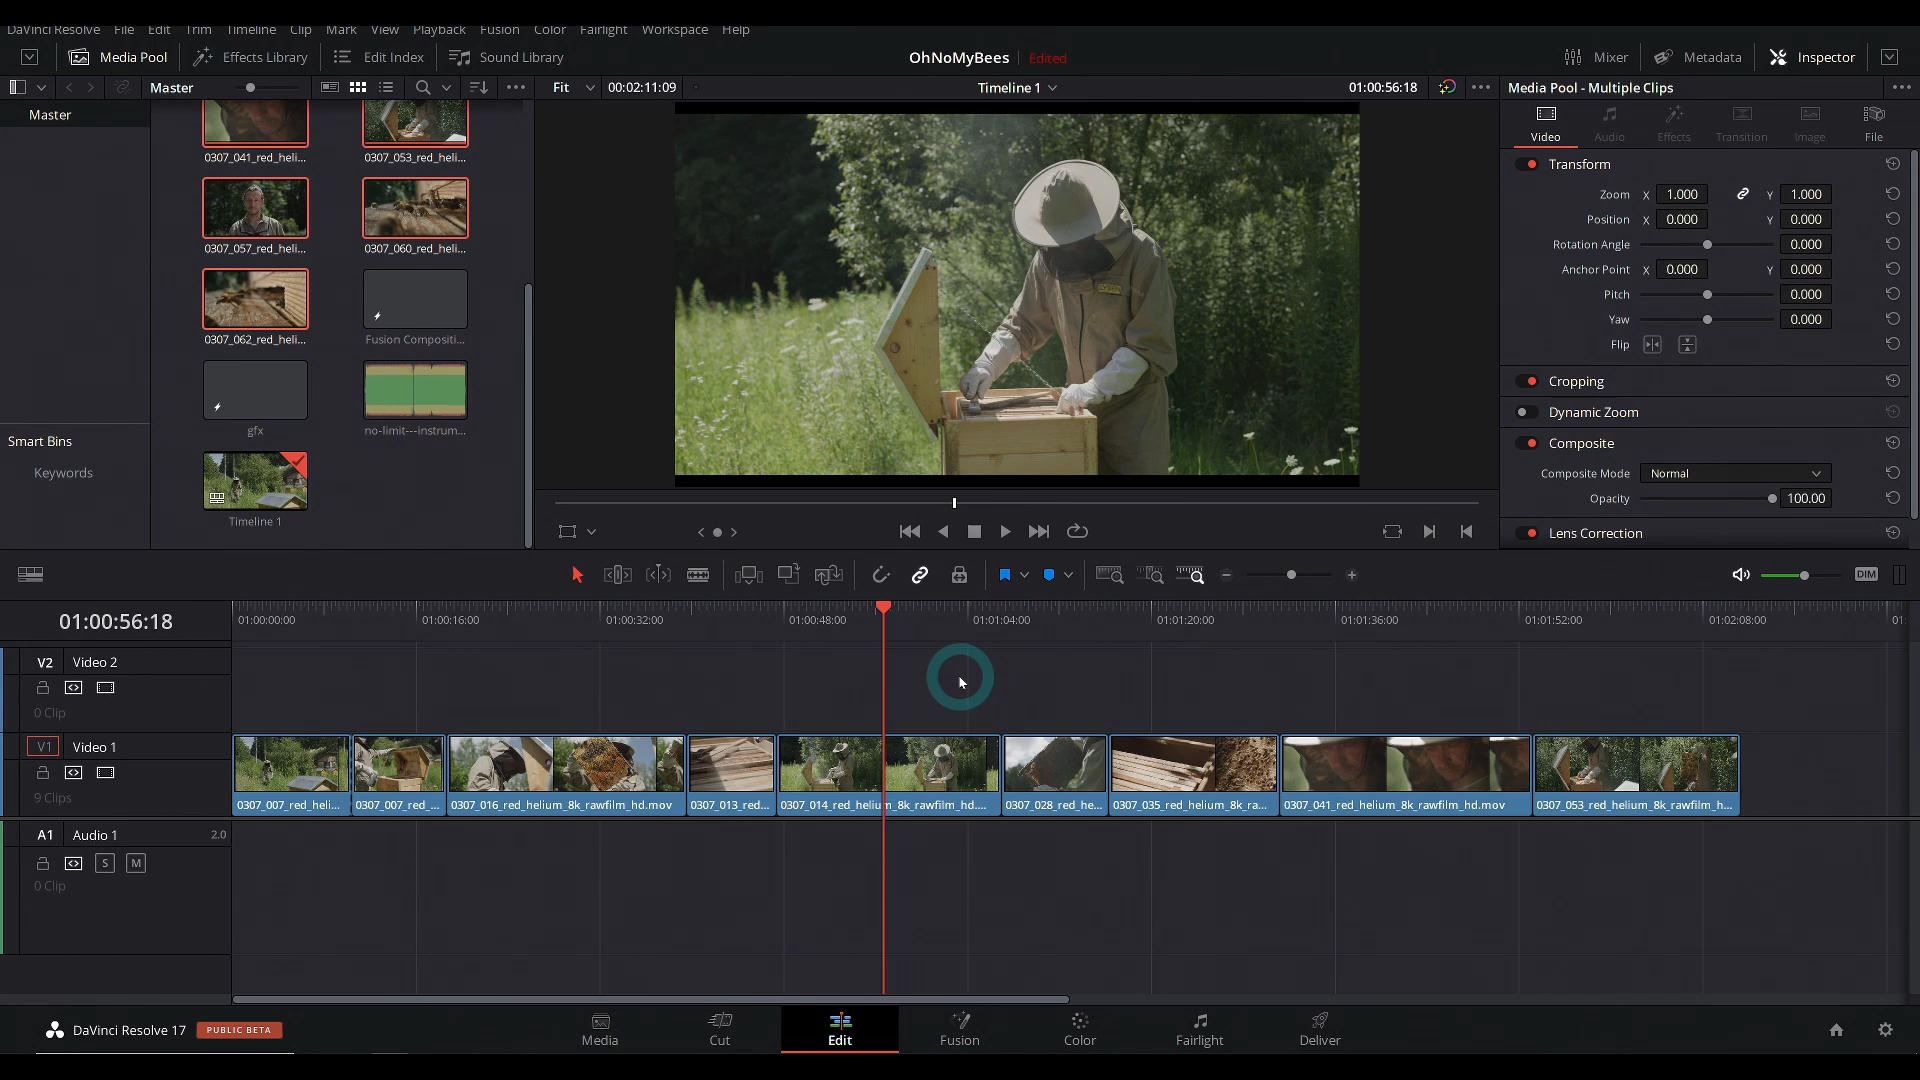 DaVinci Resolve File Edit Trim Timeline Clip Mark View Playback Fusion Color Fairlight Workspace Help
Media Pool Effects Library Edit Index Sound Library OhNoMyBees Edited Mixer Metadata Inspector
Master Fit 00:02:11:09 Timeline 1 01:00:56:18 Media Pool - Multiple Clips
Master
Video Audio Effects Transition Image File
0307_041_red_heli... 0307_053_red_heli...
0307_057_red_heli... 0307_060_red_heli...
0307_062_red_heli... Fusion Compositi...
gfx no-limit---instrum...
Timeline 1
Smart Bins
Keywords
Transform
Zoom X 1.000 Y 1.000
Position X 0.000 Y 0.000
Rotation Angle 0.000
Anchor Point X 0.000 Y 0.000
Pitch 0.000
Yaw 0.000
Flip
Cropping
Dynamic Zoom
Composite
Composite Mode Normal
Opacity 100.00
Lens Correction
DIM
01:00:56:18 01:00:00:00 01:00:16:00 01:00:32:00 01:00:48:00 01:01:04:00 01:01:20:00 01:01:36:00 01:01:52:00 01:02:08:00 01:
V2 Video 2
0 Clip
V1 Video 1
9 Clips
0307_007_red_heli... 0307_007_red_... 0307_016_red_helium_8k_rawfilm_hd.mov 0307_013_red... 0307_014_red_helium_8k_rawfilm_hd.... 0307_028_red_he... 0307_035_red_helium_8k_ra... 0307_041_red_helium_8k_rawfilm_hd.mov 0307_053_red_helium_8k_rawfilm_h...
A1 Audio 1 2.0
S M
0 Clip
DaVinci Resolve 17 PUBLIC BETA Media Cut Edit Fusion Color Fairlight Deliver